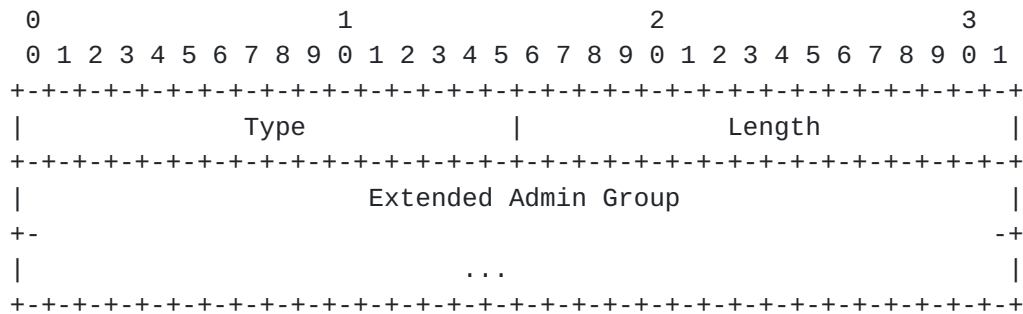 0                   1                   2                   3
 0 1 2 3 4 5 6 7 8 9 0 1 2 3 4 5 6 7 8 9 0 1 2 3 4 5 6 7 8 9 0 1
+-+-+-+-+-+-+-+-+-+-+-+-+-+-+-+-+-+-+-+-+-+-+-+-+-+-+-+-+-+-+-+-+
|              Type             |             Length            |
+-+-+-+-+-+-+-+-+-+-+-+-+-+-+-+-+-+-+-+-+-+-+-+-+-+-+-+-+-+-+-+-+
|                      Extended Admin Group                     |
+-                                                             -+
|                            ...                                |
+-+-+-+-+-+-+-+-+-+-+-+-+-+-+-+-+-+-+-+-+-+-+-+-+-+-+-+-+-+-+-+-+